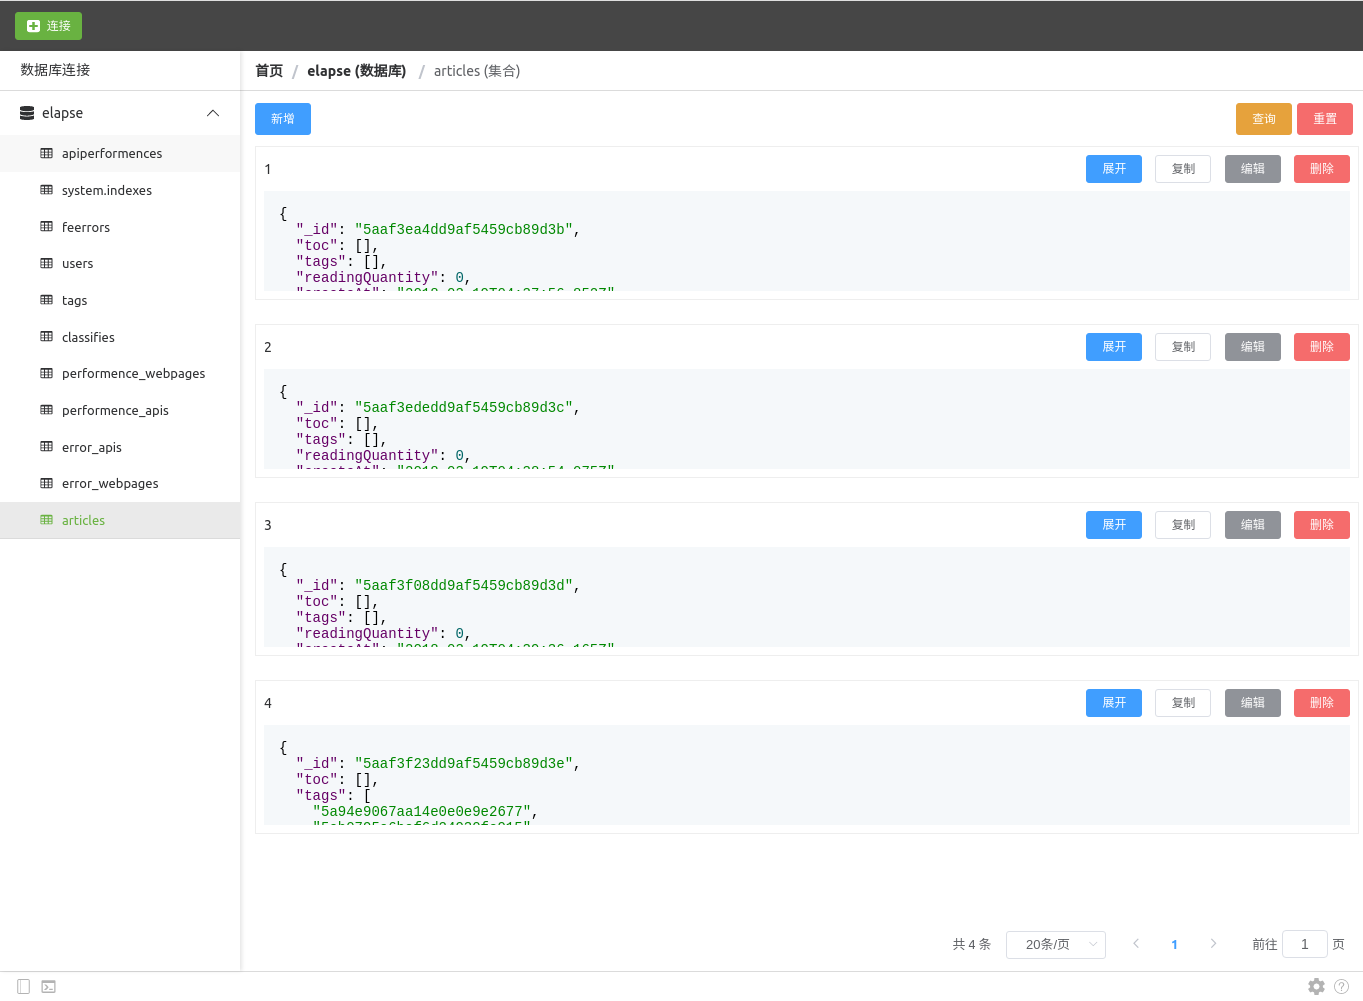 连接
数据库连接
首页 / elapse (数据库) / articles (集合)
elapse
新增
查询
重置
apiperformences
system.indexes
feerrors
users
tags
classifies
performence_webpages
performence_apis
error_apis
error_webpages
articles
1
展开
复制
编辑
删除
{
"_id": "5aaf3ea4dd9af5459cb89d3b",
"toc": [],
"tags": [],
"readingQuantity": 0,
2
展开
复制
编辑
删除
{
"_id": "5aaf3ededd9af5459cb89d3c",
"toc": [],
"tags": [],
"readingQuantity": 0,
3
展开
复制
编辑
删除
{
"_id": "5aaf3f08dd9af5459cb89d3d",
"toc": [],
"tags": [],
"readingQuantity": 0,
4
展开
复制
编辑
删除
{
"_id": "5aaf3f23dd9af5459cb89d3e",
"toc": [],
"tags": [
"5a94e9067aa14e0e0e9e2677",
共 4 条
20条/页
1
前往 1 页